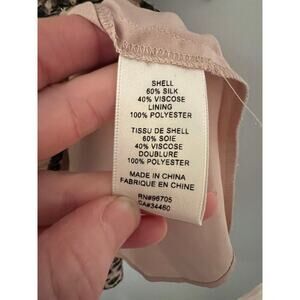 SHELL
60% SILK
40% VISCOSE
LINING
100% POLYESTER
TISSU DE SHELL
60% SOIE
40% VISCOSE
DOUBLURE
100% POLYESTER
MADE IN CHINA
FABRIQUE EN CHINE
RN#96705
CA#34460